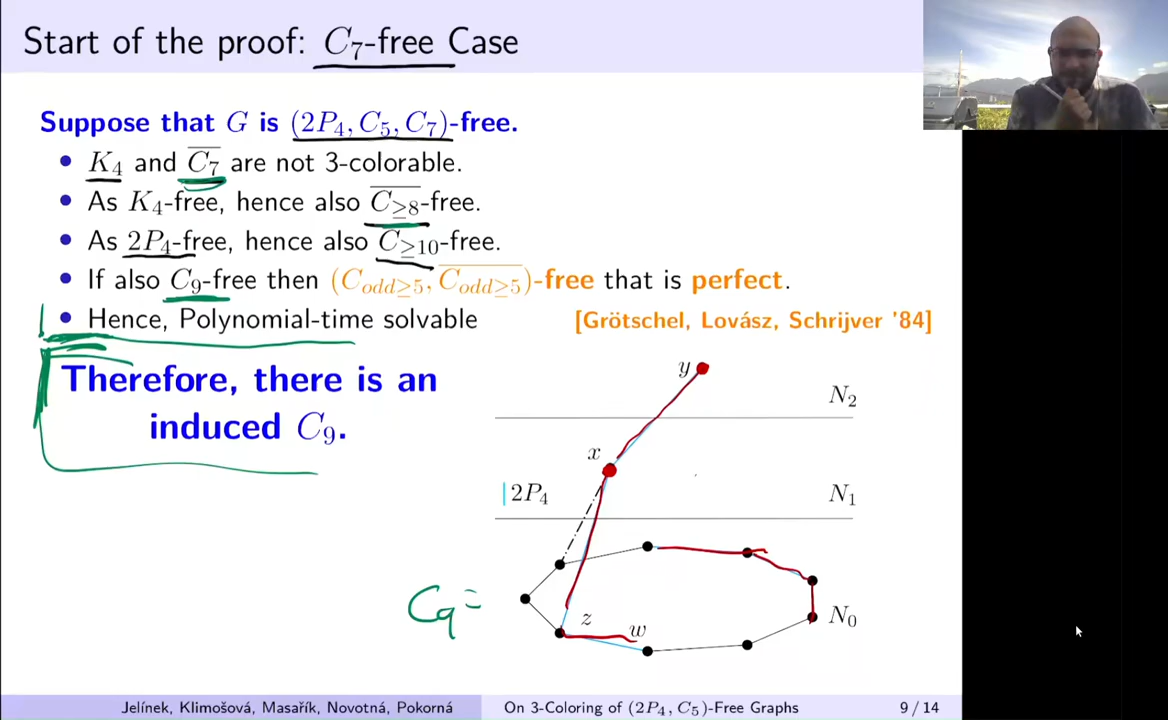 Start of the proof: C₇-free Case
Suppose that G is (2P₄, C₅, C₇)-free.
• K₄ and C̅₇̅ are not 3-colorable.
• As K₄-free, hence also C̅≥₈-free.
• As 2P₄-free, hence also C≥₁₀-free.
• If also C₉-free then (C_odd≥5, C̅_odd≥5)-free that is perfect.
! • Hence, Polynomial-time solvable [Grötschel, Lovász, Schrijver '84]
Therefore, there is an
induced C₉.
y
N₂
x
2P₄
N₁
C₉ =
z
w
N₀
Jelínek, Klimošová, Masařík, Novotná, Pokorná On 3-Coloring of (2P₄, C₅)-Free Graphs 9 / 14